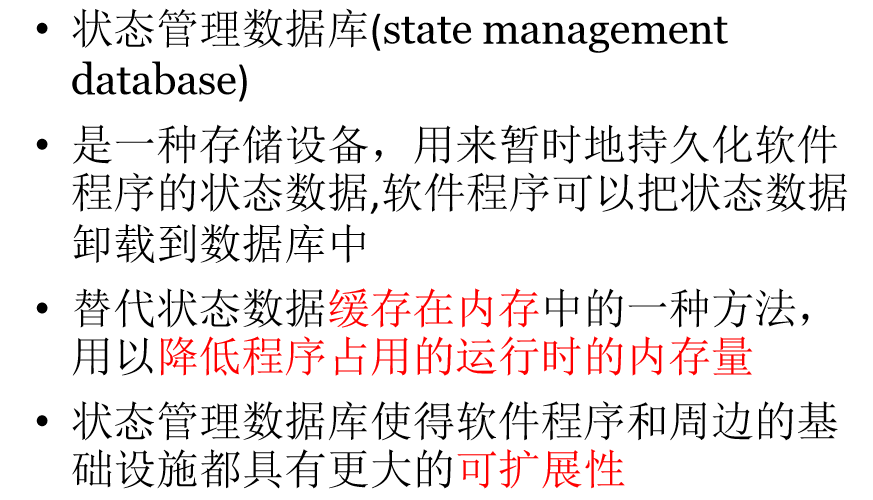 • 状态管理数据库(state management
database)
• 是一种存储设备，用来暂时地持久化软件
程序的状态数据,软件程序可以把状态数据
卸载到数据库中
• 替代状态数据缓存在内存中的一种方法，
用以降低程序占用的运行时的内存量
• 状态管理数据库使得软件程序和周边的基
础设施都具有更大的可扩展性